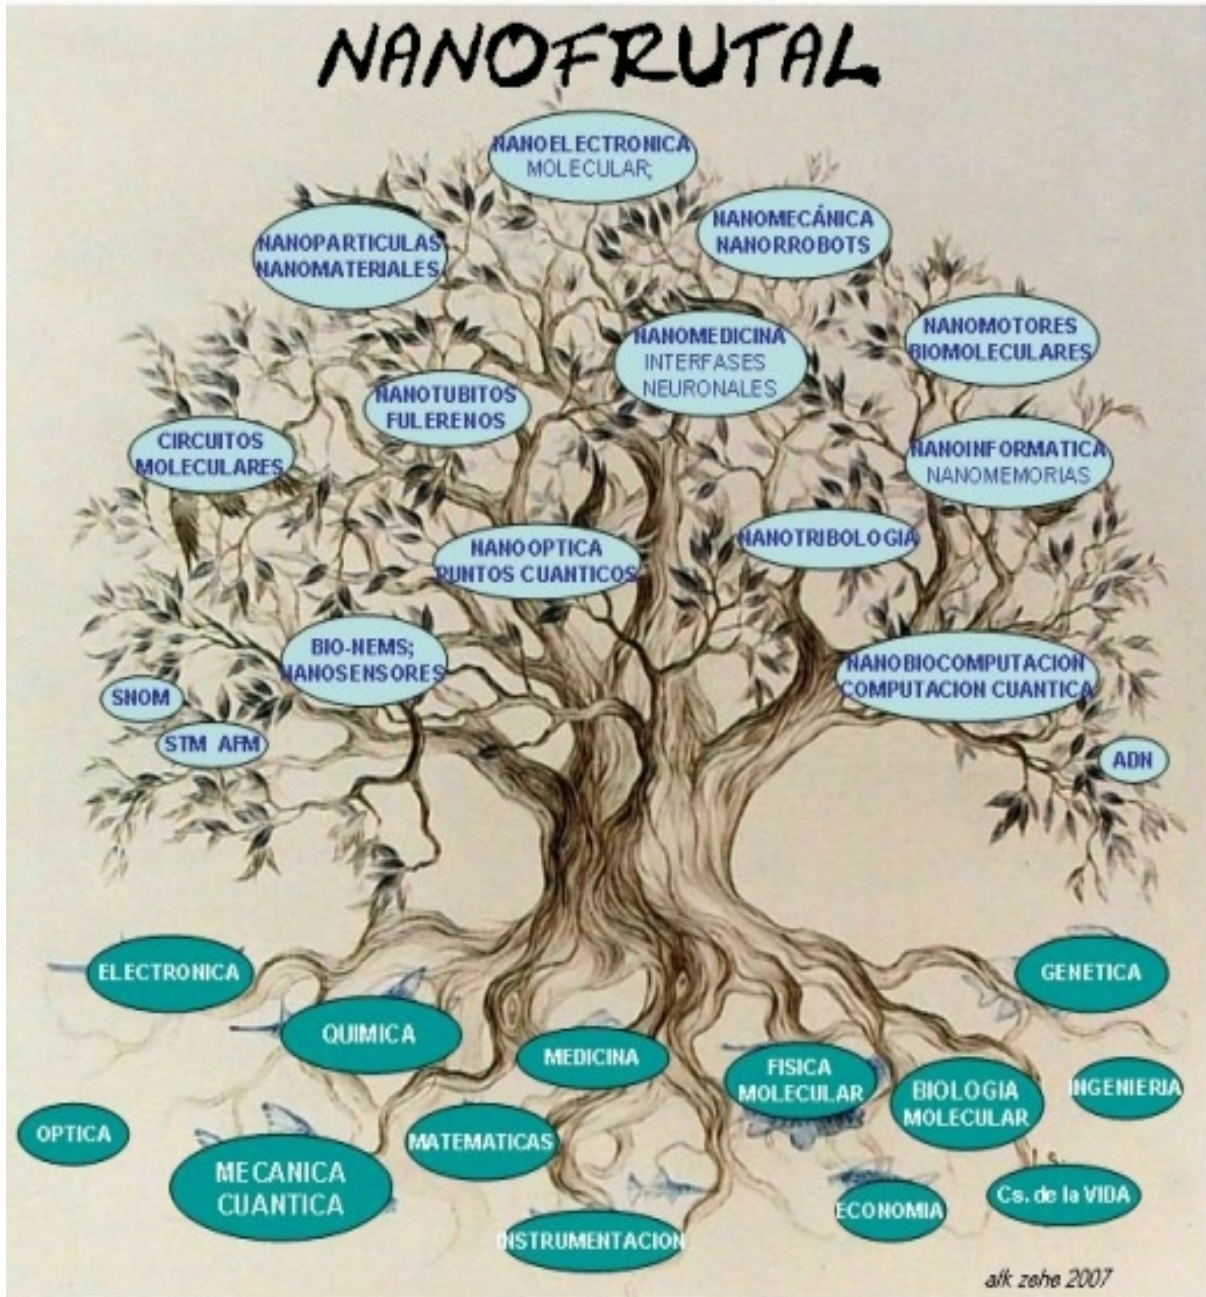 NANOFRUTAL
NANOELECTRONICA
MOLECULAR;
NANOMECÁNICA
NANORROBOTS
NANOPARTICULAS
NANOMATERIALES
NANOMOTORES
BIOMOLECULARES
NANOMEDICINA
INTERFASES
NEURONALES
NANOTUBITOS
FULERENOS
CIRCUITOS
MOLECULARES
NANOINFORMATICA
NANOMEMORIAS
NANOOPTICA
PUNTOS CUANTICOS
NANOTRIBOLOGIA
BIO-NEMS;
NANOSENSORES
NANOBIOCOMPUTACION
COMPUTACION CUANTICA
SNOM
STM AFM
ADN
ELECTRONICA
GENETICA
QUIMICA
MEDICINA
FISICA
MOLECULAR
BIOLOGIA
MOLECULAR
INGENIERIA
OPTICA
MATEMATICAS
MECANICA
CUANTICA
Cs. de la VIDA
ECONOMIA
INSTRUMENTACION
alk zehe 2007